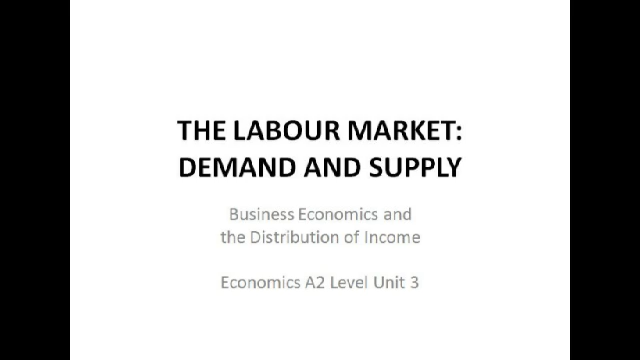 THE LABOUR MARKET:
DEMAND AND SUPPLY
Business Economics and
the Distribution of Income
Economics A2 Level Unit 3